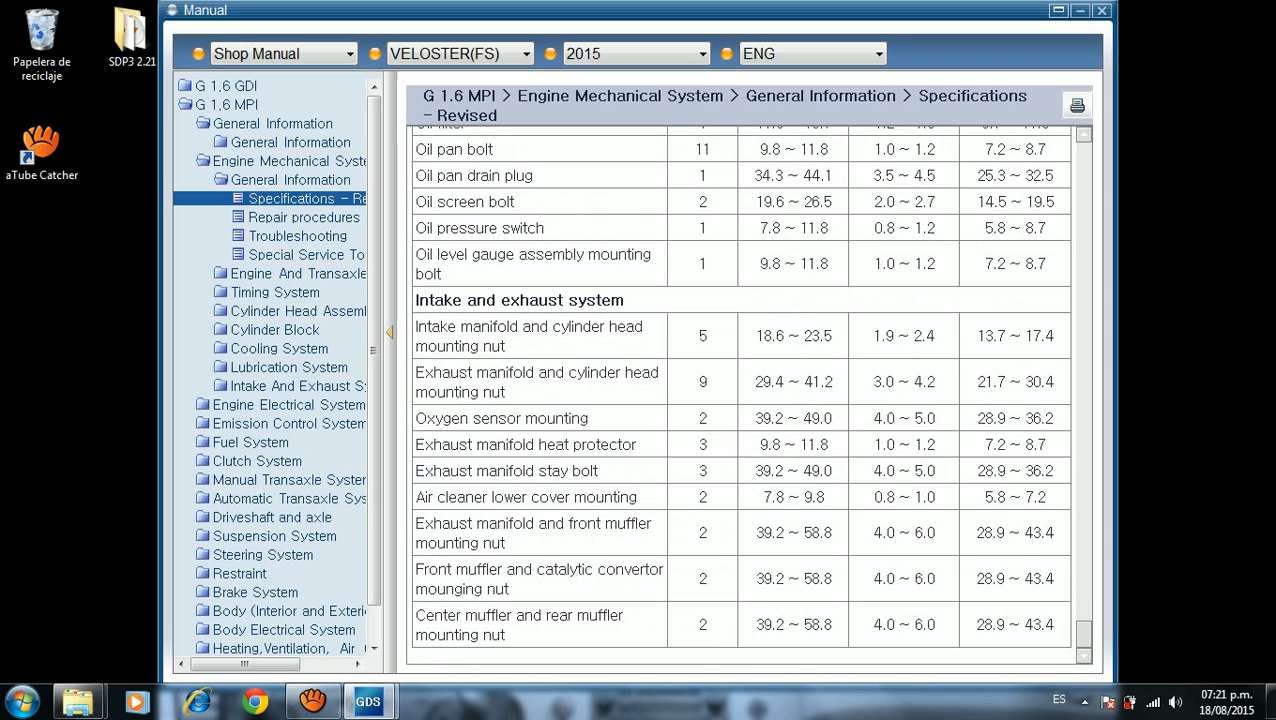 Manual
Papelera de
reciclaje
SDP3 2.21
aTube Catcher
Shop Manual
VELOSTER(FS)
2015
ENG
G 1,6 GDI
G 1,6 MPI
General Information
General Information
Engine Mechanical Syste
General Information
Specifications - Re
Repair procedures
Troubleshooting
Special Service To
Engine And Transaxle
Timing System
Cylinder Head Assem
Cylinder Block
Cooling System
Lubrication System
Intake And Exhaust S
Engine Electrical System
Emission Control System
Fuel System
Clutch System
Manual Transaxle System
Automatic Transaxle Sys
Driveshaft and axle
Suspension System
Steering System
Restraint
Brake System
Body (Interior and Exteri
Body Electrical System
Heating,Ventilation, Air
G 1.6 MPI > Engine Mechanical System > General Information > Specifications
- Revised
Oil pan bolt 11 9.8 ~ 11.8 1.0 ~ 1.2 7.2 ~ 8.7
Oil pan drain plug 1 34.3 ~ 44.1 3.5 ~ 4.5 25.3 ~ 32.5
Oil screen bolt 2 19.6 ~ 26.5 2.0 ~ 2.7 14.5 ~ 19.5
Oil pressure switch 1 7.8 ~ 11.8 0.8 ~ 1.2 5.8 ~ 8.7
Oil level gauge assembly mounting
bolt 1 9.8 ~ 11.8 1.0 ~ 1.2 7.2 ~ 8.7
Intake and exhaust system
Intake manifold and cylinder head
mounting nut 5 18.6 ~ 23.5 1.9 ~ 2.4 13.7 ~ 17.4
Exhaust manifold and cylinder head
mounting nut 9 29.4 ~ 41.2 3.0 ~ 4.2 21.7 ~ 30.4
Oxygen sensor mounting 2 39.2 ~ 49.0 4.0 ~ 5.0 28.9 ~ 36.2
Exhaust manifold heat protector 3 9.8 ~ 11.8 1.0 ~ 1.2 7.2 ~ 8.7
Exhaust manifold stay bolt 3 39.2 ~ 49.0 4.0 ~ 5.0 28.9 ~ 36.2
Air cleaner lower cover mounting 2 7.8 ~ 9.8 0.8 ~ 1.0 5.8 ~ 7.2
Exhaust manifold and front muffler
mounting nut 2 39.2 ~ 58.8 4.0 ~ 6.0 28.9 ~ 43.4
Front muffler and catalytic convertor
mounging nut 2 39.2 ~ 58.8 4.0 ~ 6.0 28.9 ~ 43.4
Center muffler and rear muffler
mounting nut 2 39.2 ~ 58.8 4.0 ~ 6.0 28.9 ~ 43.4
GDS
ES
07:21 p.m.
18/08/2015